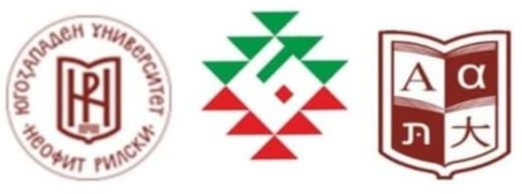 ЮГОЗАПАДЕН УНИВЕРСИТЕТ
"НЕОФИТ РИЛСКИ"
А α
大